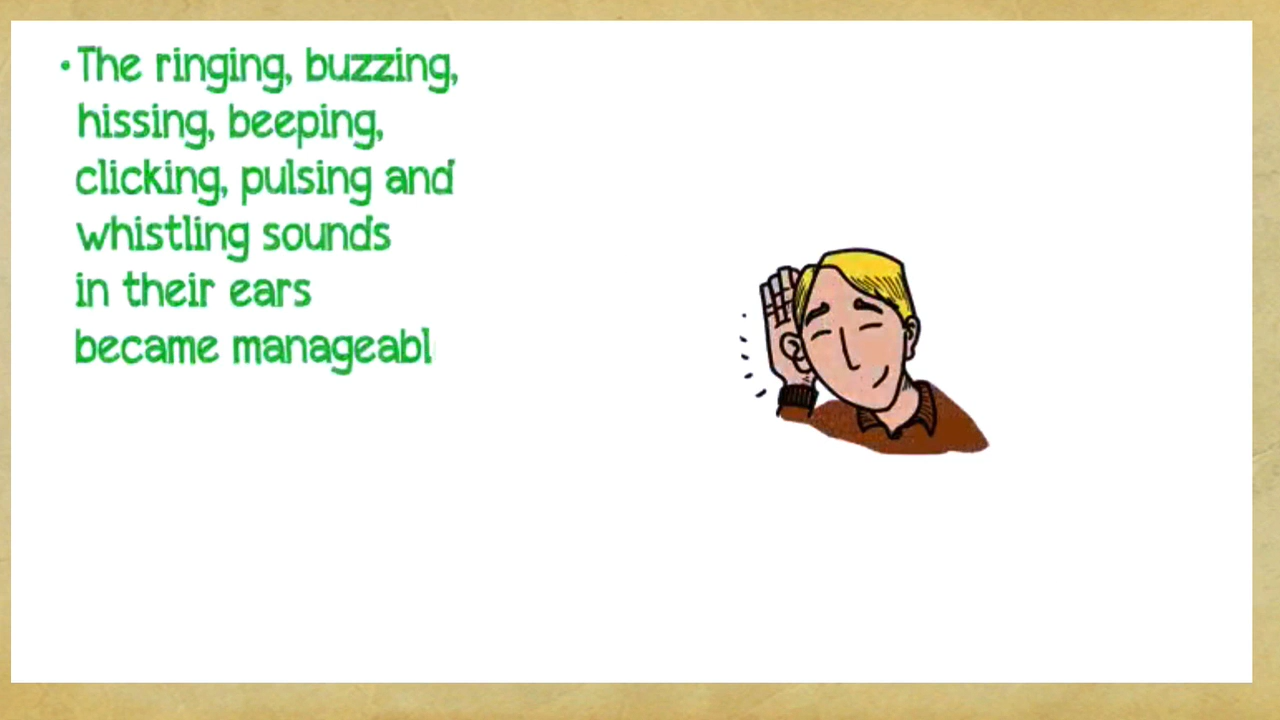 •The ringing, buzzing,
hissing, beeping,
clicking, pulsing and
whistling sounds
in their ears
became manageabl